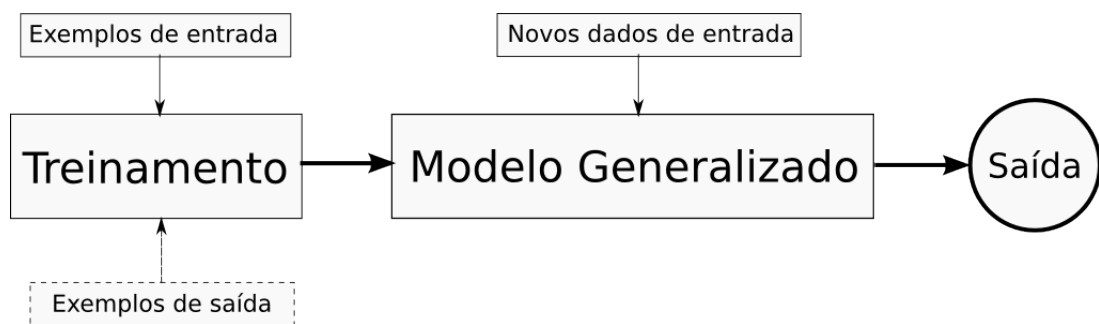 Exemplos de entrada
Novos dados de entrada
Treinamento
Modelo Generalizado
Saída
Exemplos de saída